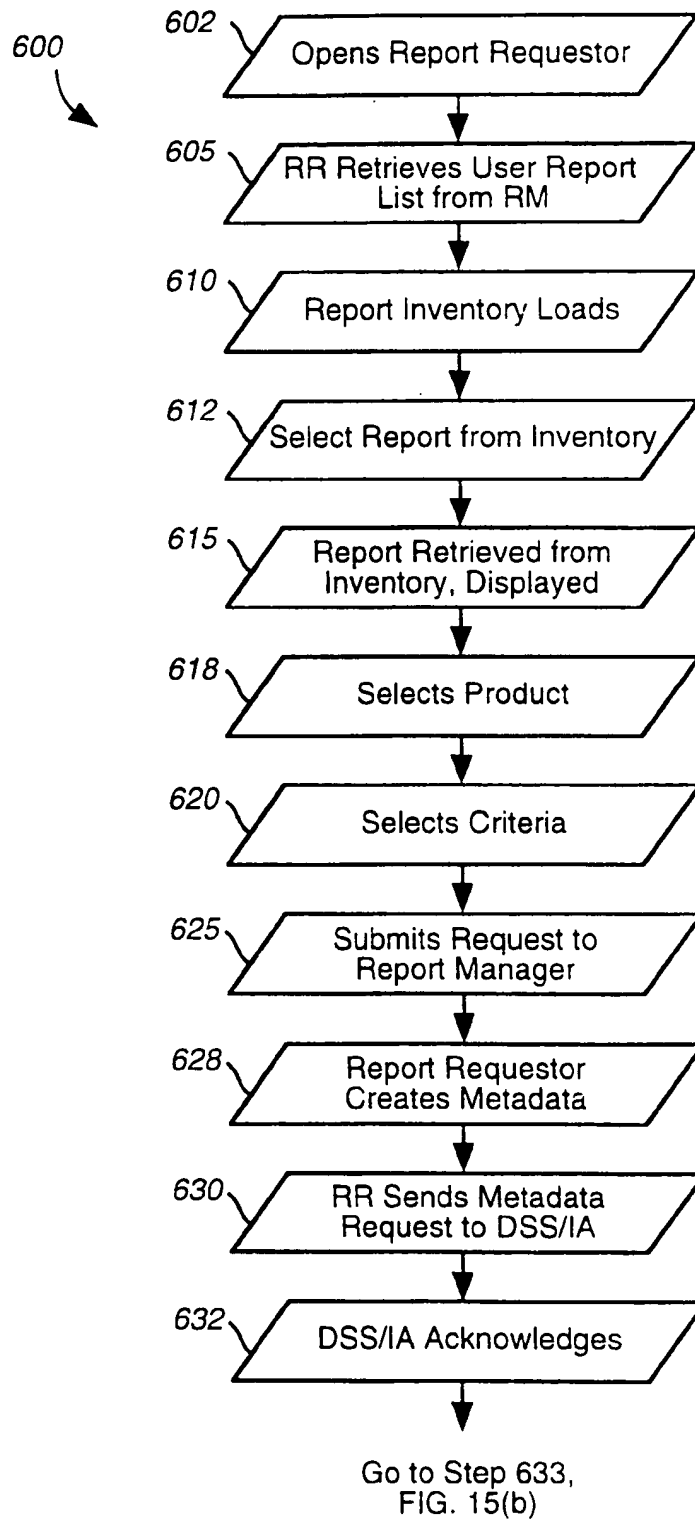 600
602
Opens Report Requestor
605
RR Retrieves User Report
List from RM
610
Report Inventory Loads
612
Select Report from Inventory
615
Report Retrieved from
Inventory, Displayed
618
Selects Product
620
Selects Criteria
625
Submits Request to
Report Manager
628
Report Requestor
Creates Metadata
630
RR Sends Metadata
Request to DSS/IA
632
DSS/IA Acknowledges
Go to Step 633,
FIG. 15(b)